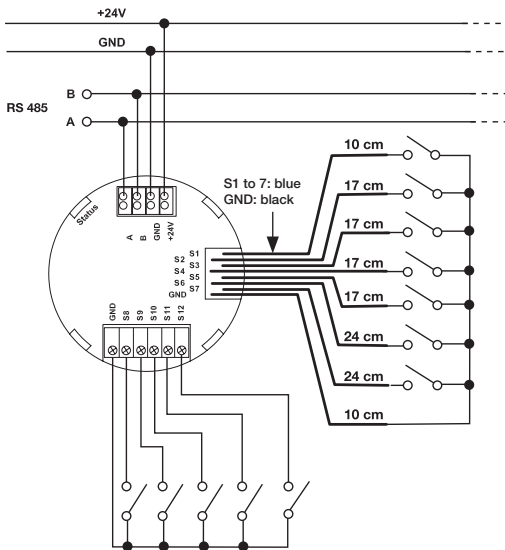 +24V
GND
B
RS 485
A
10 cm
S1 to 7: blue
GND: black
17 cm
17 cm
17 cm
17 cm
24 cm
24 cm
10 cm
Status
A
B
GND
+24V
S1
S2
S3
S4
S5
S6
S7
GND
GND
S8
S9
S10
S11
S12